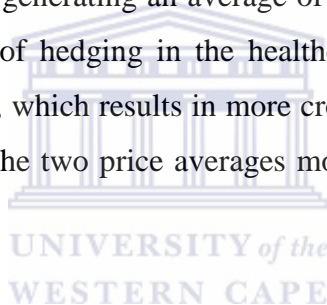 generating an average of
of hedging in the health
, which results in more cre
he two price averages mo
UNIVERSITY of the
WESTERN CAPE